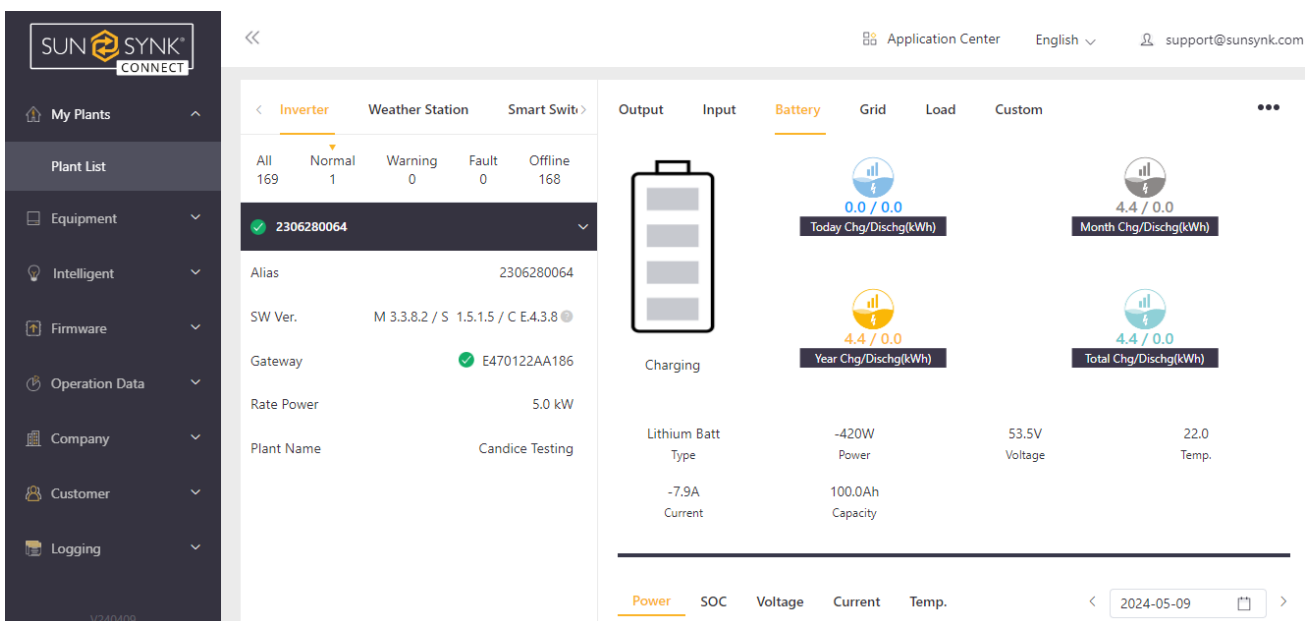 SUN SYNK®
CONNECT
Application Center English support@sunsynk.com
My Plants
Plant List
Equipment
Intelligent
Firmware
Operation Data
Company
Customer
Logging
V240409
Inverter Weather Station Smart Swit
All Normal Warning Fault Offline
169 1 0 0 168
2306280064
Alias 2306280064
SW Ver. M 3.3.8.2 / S 1.5.1.5 / C E.4.3.8
Gateway E470122AA186
Rate Power 5.0 kW
Plant Name Candice Testing
Output Input Battery Grid Load Custom
Charging
0.0 / 0.0
Today Chg/Dischg(kWh)
4.4 / 0.0
Month Chg/Dischg(kWh)
4.4 / 0.0
Year Chg/Dischg(kWh)
4.4 / 0.0
Total Chg/Dischg(kWh)
Lithium Batt -420W 53.5V 22.0
Type Power Voltage Temp.
-7.9A 100.0Ah
Current Capacity
Power SOC Voltage Current Temp.
2024-05-09